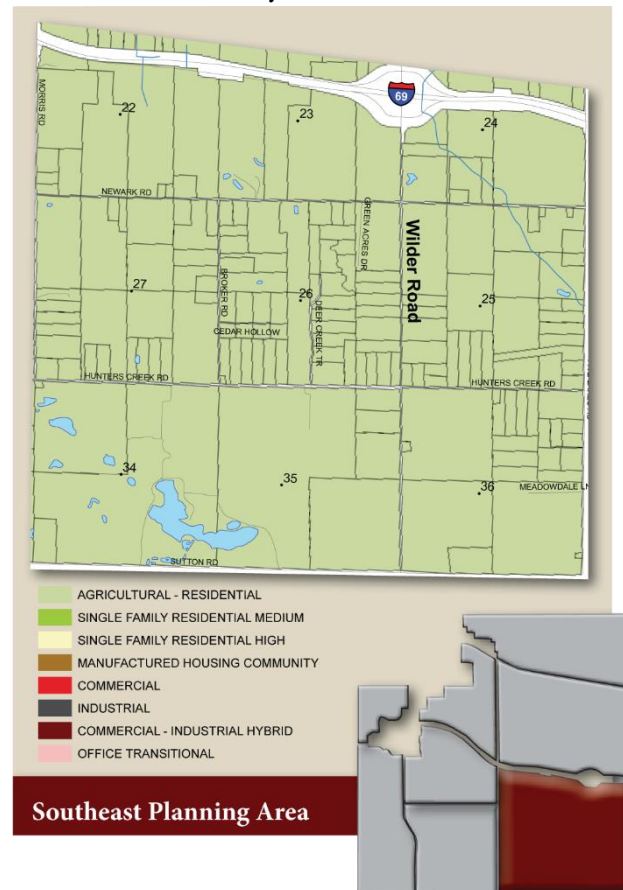 69
22
23
24
MORRIS RD
NEWARK RD
GREEN ACRES DR
Wilder Road
27
BROKER RD
26
25
CEDAR HOLLOW
DEER CREEK TR
HUNTERS CREEK RD
HUNTERS CREEK RD
34
35
36
MEADOWDALE LN
SUTTON RD
AGRICULTURAL - RESIDENTIAL
SINGLE FAMILY RESIDENTIAL MEDIUM
SINGLE FAMILY RESIDENTIAL HIGH
MANUFACTURED HOUSING COMMUNITY
COMMERCIAL
INDUSTRIAL
COMMERCIAL - INDUSTRIAL HYBRID
OFFICE TRANSITIONAL
Southeast Planning Area